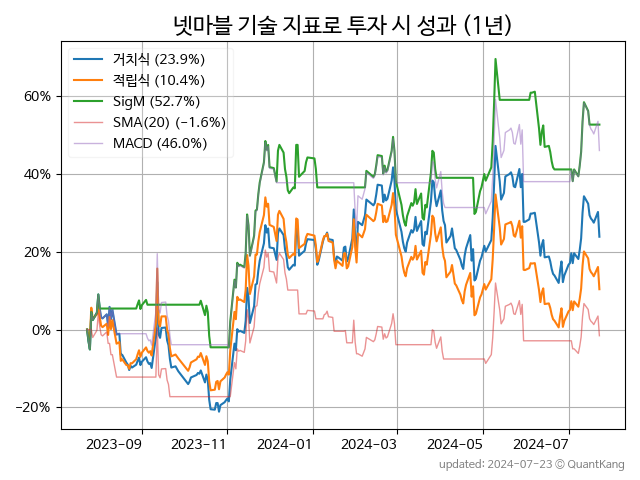 넷마블 기술 지표로 투자 시 성과 (1년)
거치식 (23.9%)
적립식 (10.4%)
SigM (52.7%)
SMA(20) (−1.6%)
MACD (46.0%)
60%
40%
20%
0%
−20%
2023-09
2023-11
2024-01
2024-03
2024-05
2024-07
updated: 2024-07-23 © QuantKang